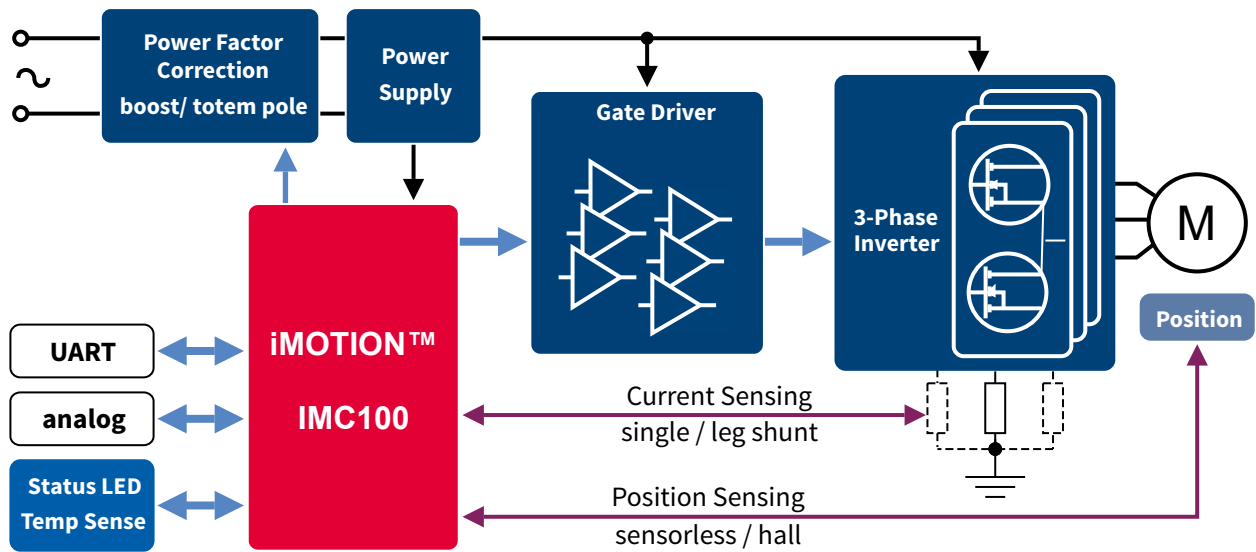 Power Factor
Correction
boost/ totem pole
Power
Supply
Gate Driver
3-Phase
Inverter
M
Position
iMOTION™
IMC100
UART
analog
Status LED
Temp Sense
Current Sensing
single / leg shunt
Position Sensing
sensorless / hall